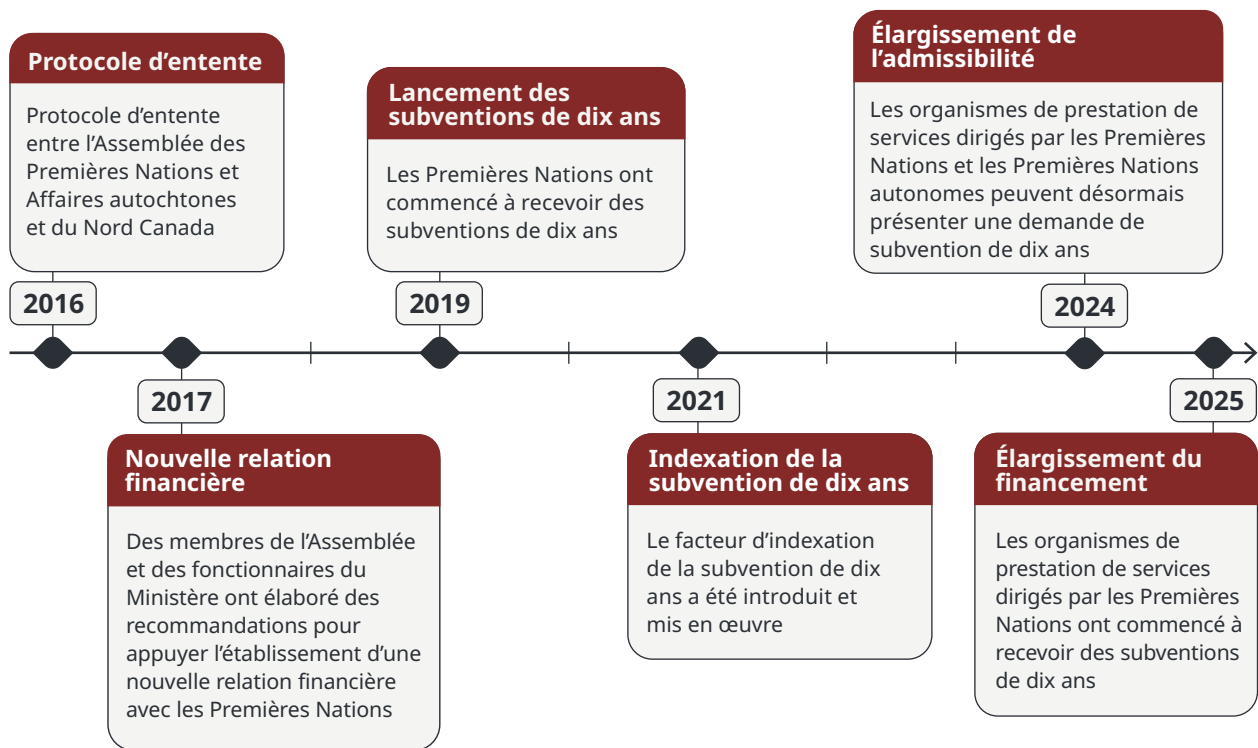 Protocole d’entente
Protocole d’entente
entre l’Assemblée des
Premières Nations et
Affaires autochtones
et du Nord Canada
2016
2017
Nouvelle relation
financière
Des membres de l’Assemblée
et des fonctionnaires du
Ministère ont élaboré des
recommandations pour
appuyer l’établissement d’une
nouvelle relation financière
avec les Premières Nations
Lancement des
subventions de dix ans
Les Premières Nations ont
commencé à recevoir des
subventions de dix ans
2019
2021
Indexation de la
subvention de dix ans
Le facteur d’indexation
de la subvention de dix
ans a été introduit et
mis en œuvre
Élargissement de
l’admissibilité
Les organismes de prestation de
services dirigés par les Premières
Nations et les Premières Nations
autonomes peuvent désormais
présenter une demande de
subvention de dix ans
2024
2025
Élargissement du
financement
Les organismes de
prestation de services
dirigés par les Premières
Nations ont commencé à
recevoir des subventions
de dix ans